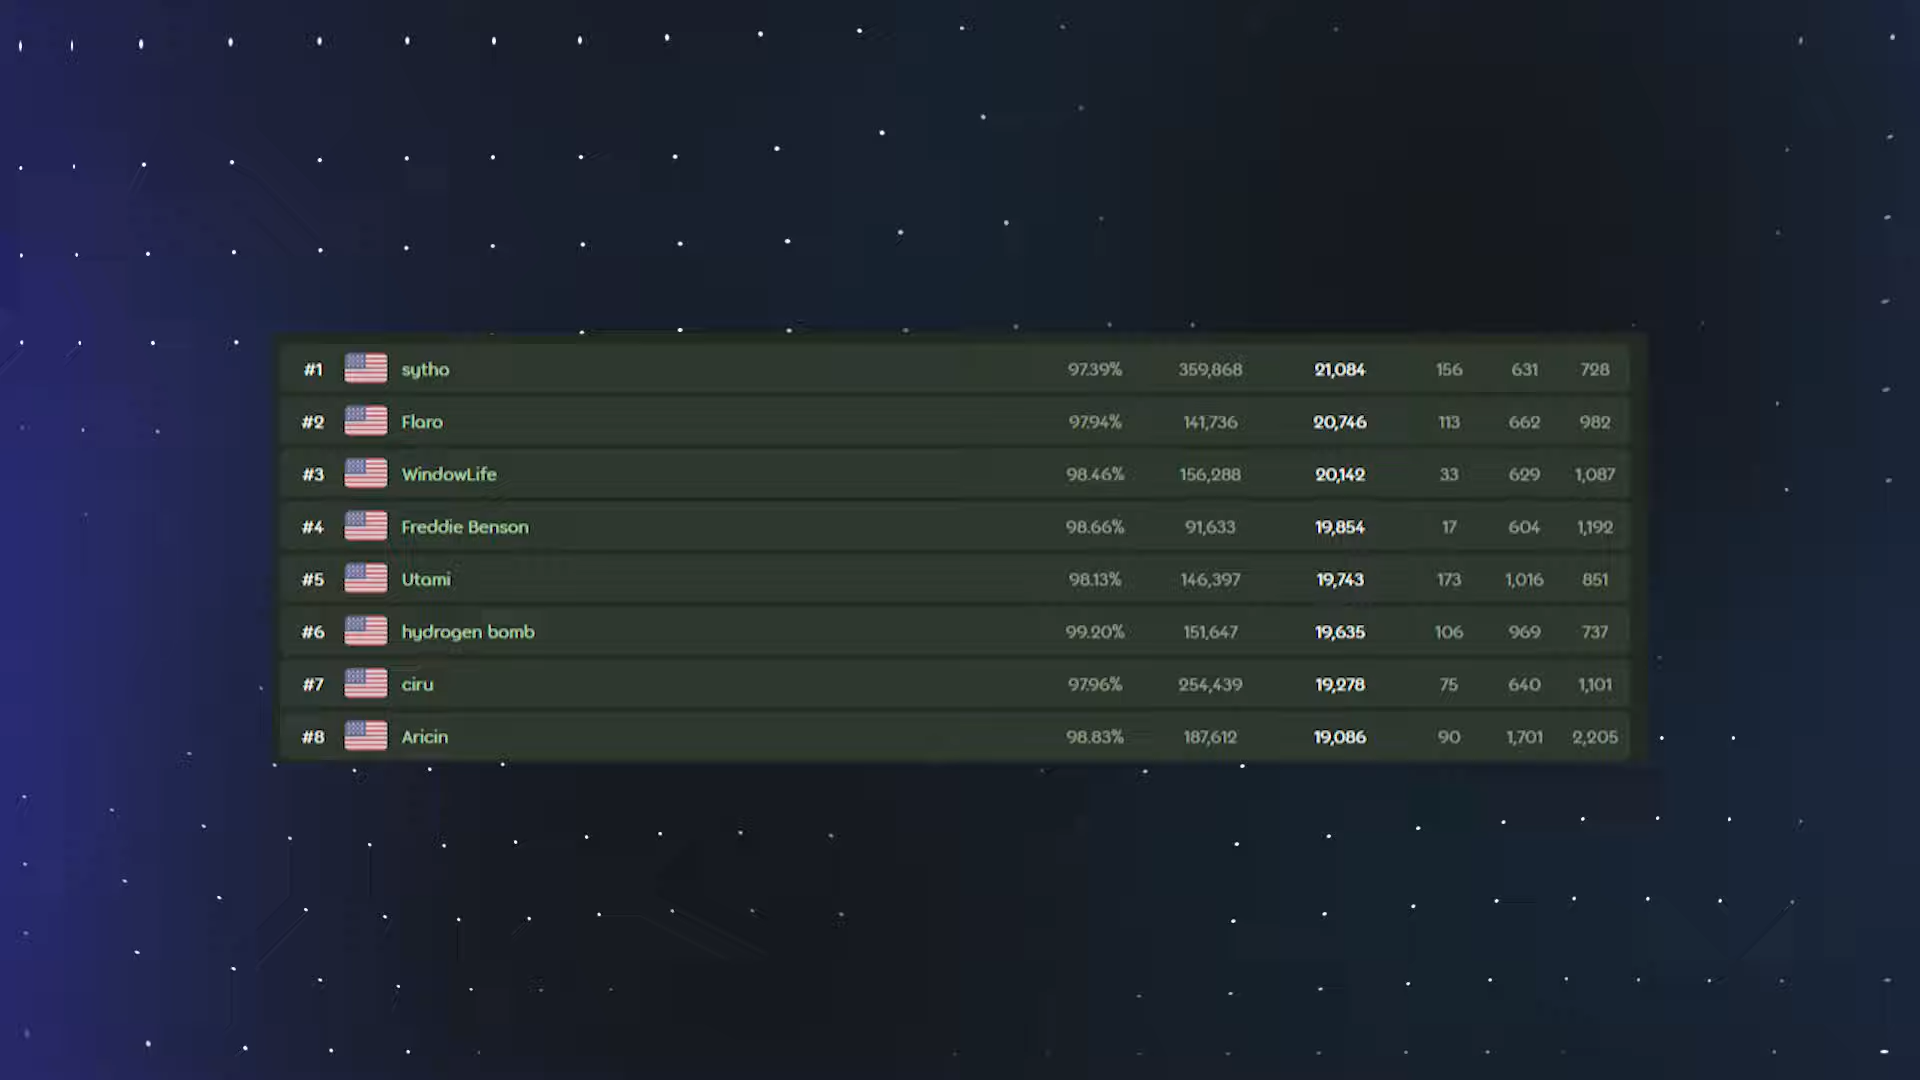 #1 sytho 97.39% 359,868 21,084 156 631 728
#2 Flaro 97.94% 141,736 20,746 113 662 982
#3 WindowLife 98.46% 156,288 20,142 33 629 1,087
#4 Freddie Benson 98.66% 91,633 19,854 17 604 1,192
#5 Utami 98.13% 146,397 19,743 173 1,016 851
#6 hydrogen bomb 99.20% 151,647 19,635 106 969 737
#7 ciru 97.96% 254,439 19,278 75 640 1,101
#8 Aricin 98.83% 187,612 19,086 90 1,701 2,205